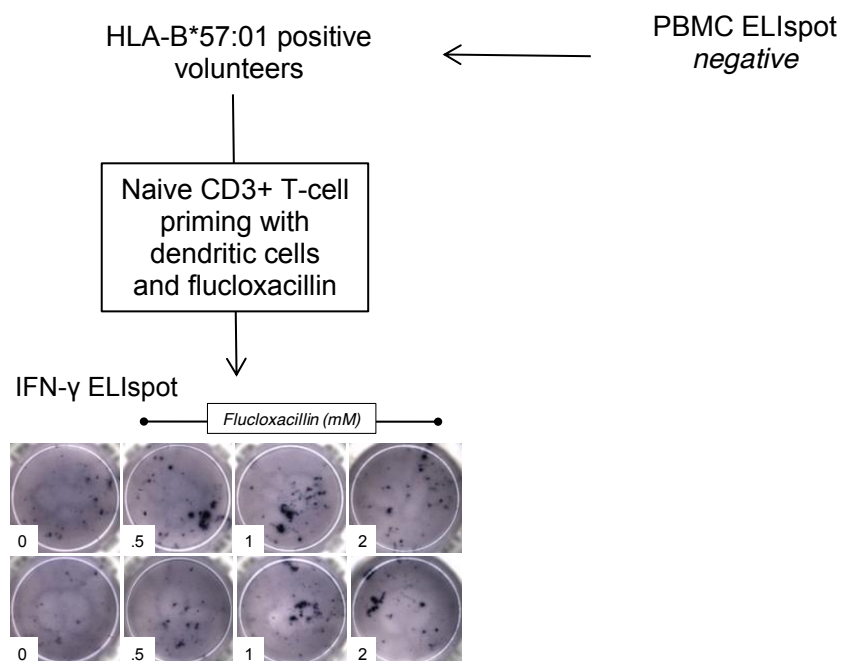 HLA-B*57:01 positive
volunteers
PBMC ELIspot
negative
Naive CD3+ T-cell
priming with
dendritic cells
and flucloxacillin
IFN-γ ELIspot
Flucloxacillin (mM)
0 .5 1 2
0 .5 1 2